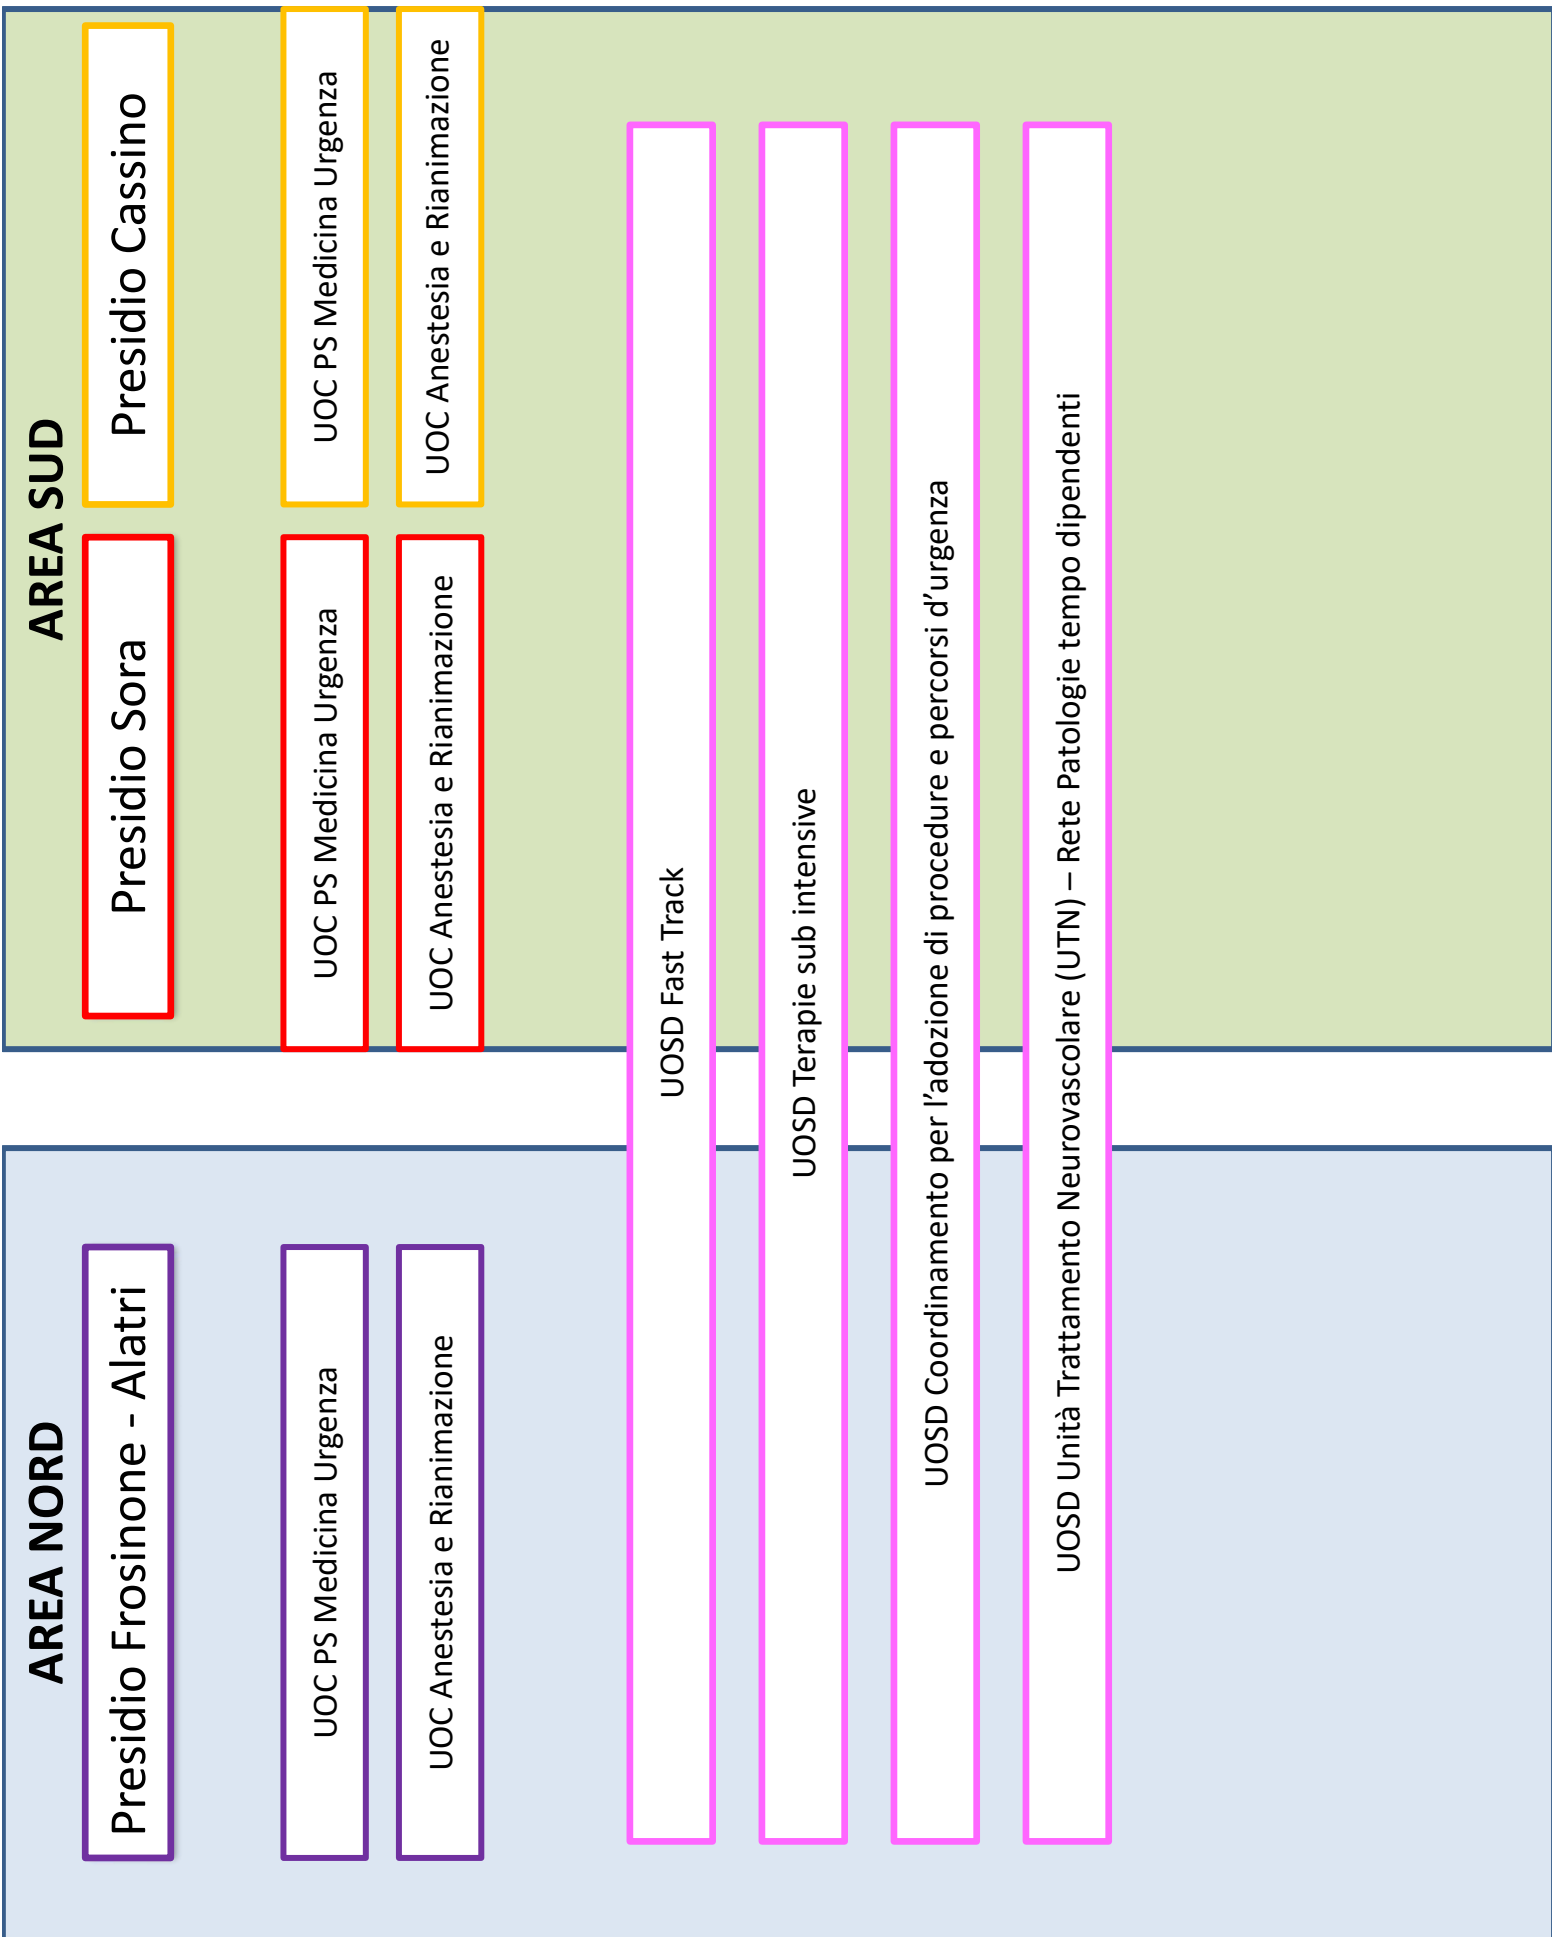 AREA NORD
AREA SUD
Presidio Frosinone - Alatri
Presidio Sora
Presidio Cassino
UOC PS Medicina Urgenza
UOC PS Medicina Urgenza
UOC PS Medicina Urgenza
UOC Anestesia e Rianimazione
UOC Anestesia e Rianimazione
UOC Anestesia e Rianimazione
UOSD Fast Track
UOSD Terapie sub intensive
UOSD Coordinamento per l’adozione di procedure e percorsi d’urgenza
UOSD Unità Trattamento Neurovascolare (UTN) – Rete Patologie tempo dipendenti